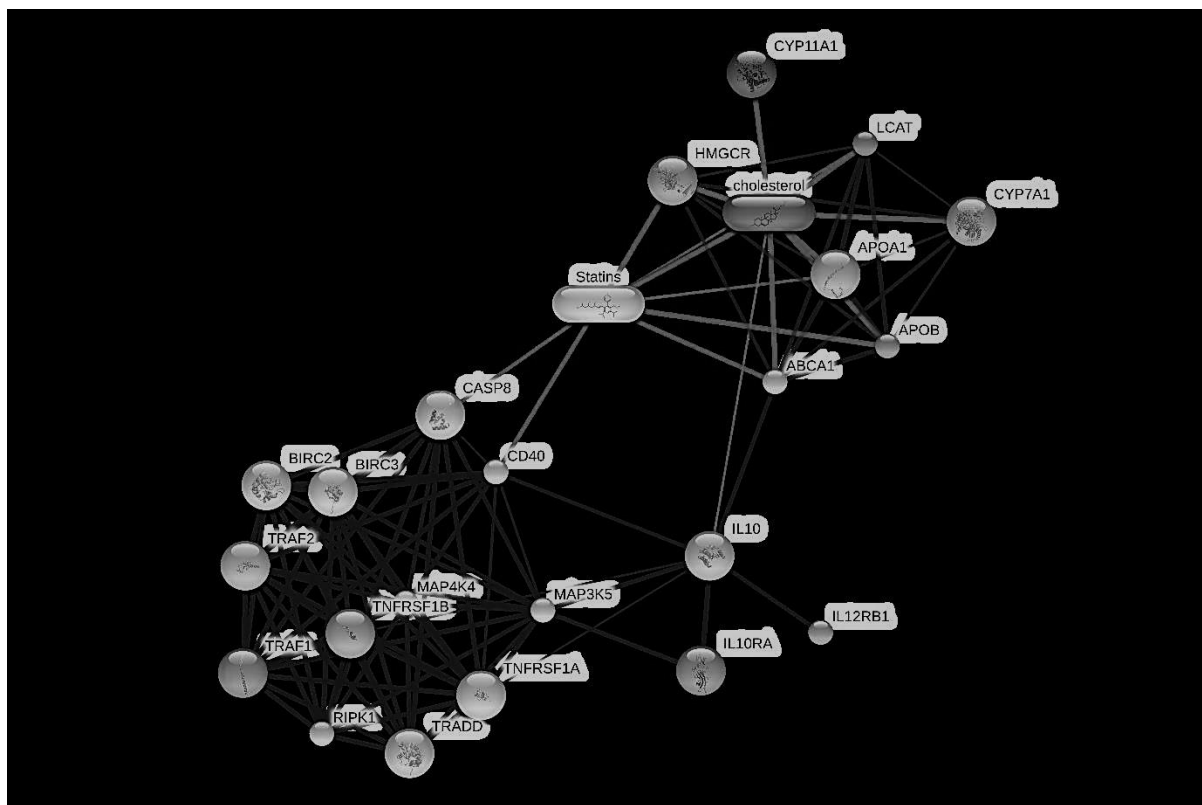 CYP11A1
LCAT
HMGCR
cholesterol
CYP7A1
APOA1
Statins
APOB
ABCA1
CASP8
CD40
BIRC2
BIRC3
TRAF2
IL10
MAP4K4
MAP3K5
TNFRSF1B
IL12RB1
TRAF1
IL10RA
TNFRSF1A
RIPK1
TRADD